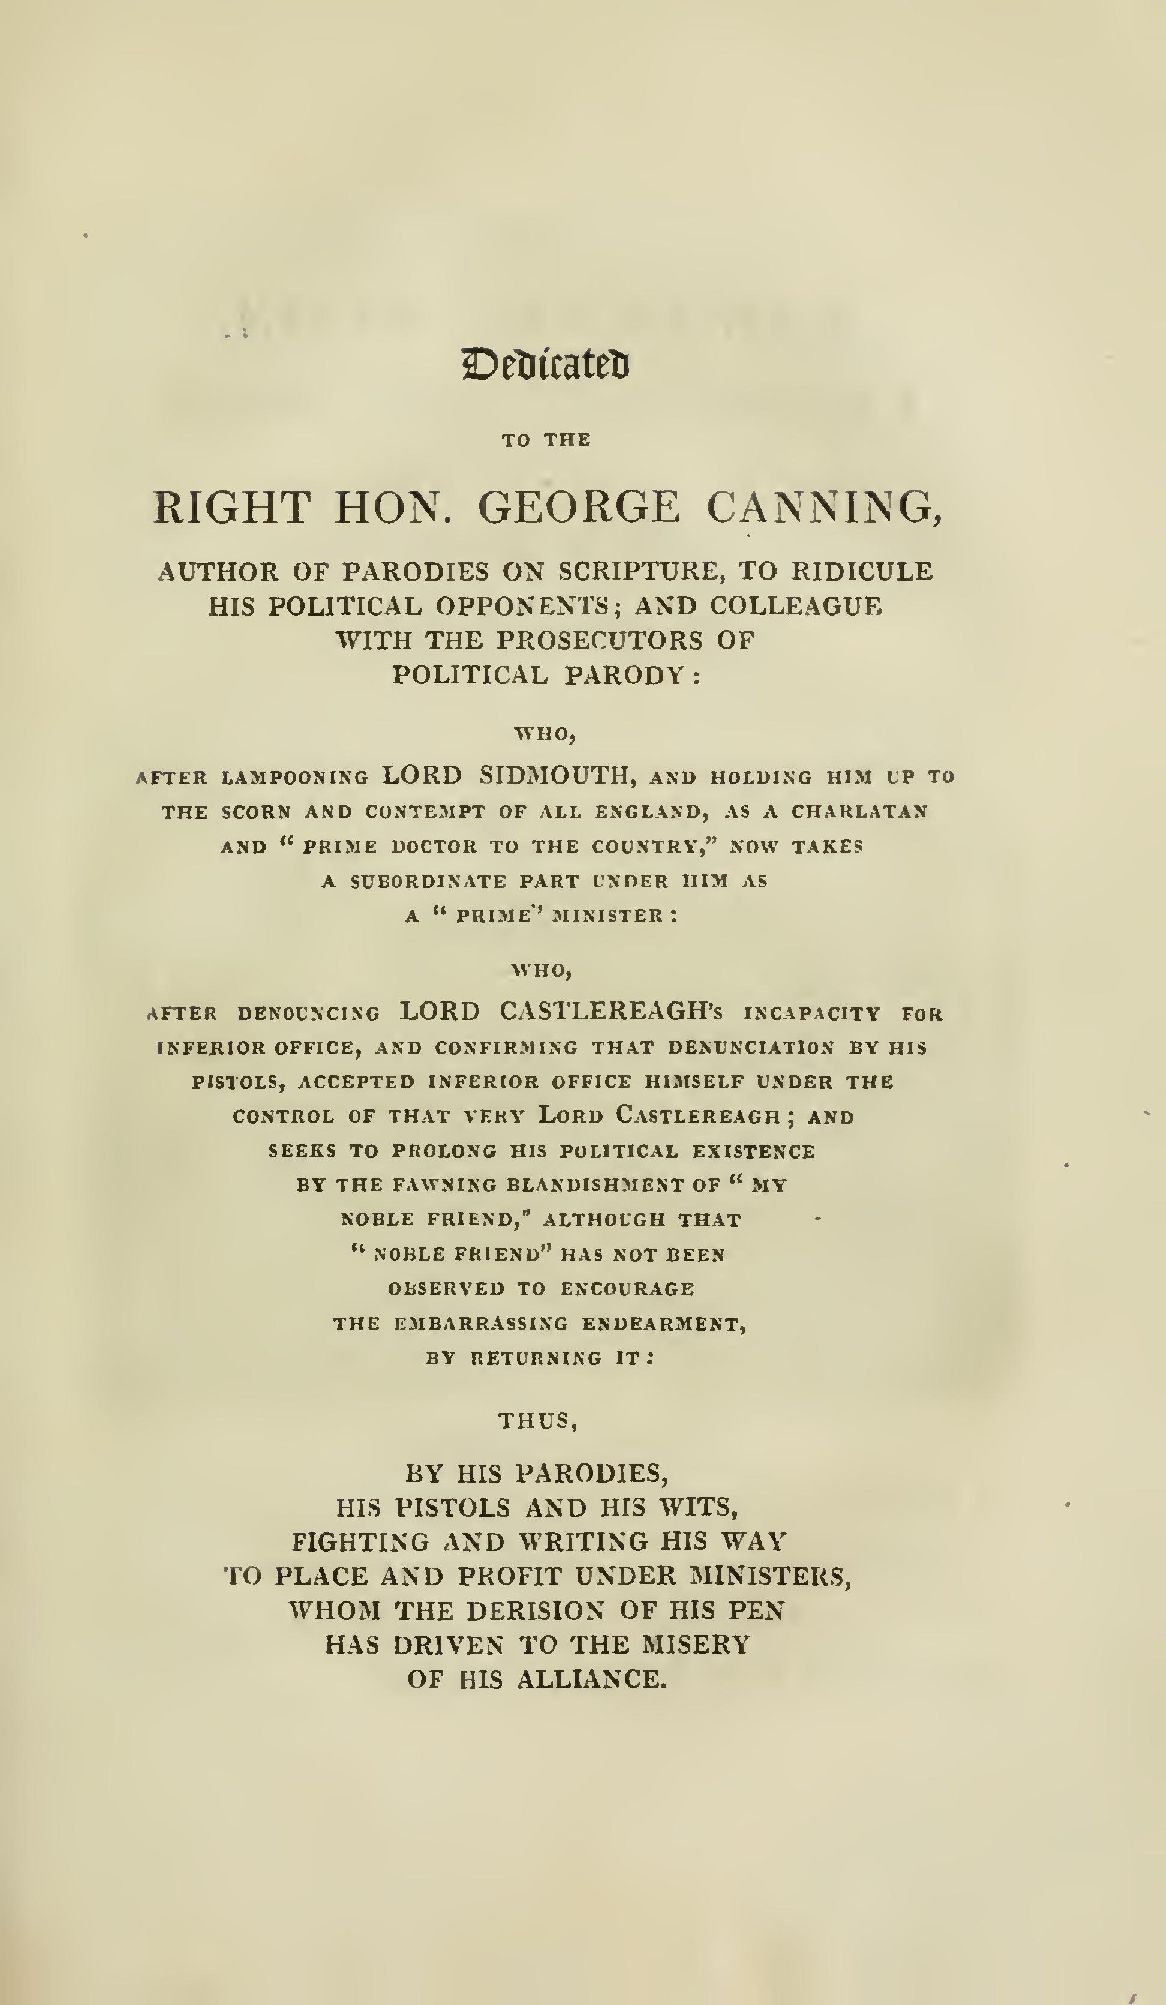 Dedicated
TO THE
RIGHT HON. GEORGE CANNING,
AUTHOR OF PARODIES ON SCRIPTURE, TO RIDICULE
HIS POLITICAL OPPONENTS; AND COLLEAGUE
WITH THE PROSECUTORS OF
POLITICAL PARODY:
WHO,
AFTER LAMPOONING LORD SIDMOUTH, AND HOLDING HIM UP TO
THE SCORN AND CONTEMPT OF ALL ENGLAND, AS A CHARLATAN
AND “ PRIME DOCTOR TO THE COUNTRY,” NOW TAKES
A SUBORDINATE PART UNDER HIM AS
A “ PRIME” MINISTER:
WHO,
AFTER DENOUNCING LORD CASTLEREAGH’s INCAPACITY FOR
INFERIOR OFFICE, AND CONFIRMING THAT DENUNCIATION BY HIS
PISTOLS, ACCEPTED INFERIOR OFFICE HIMSELF UNDER THE
CONTROL OF THAT VERY LORD CASTLEREAGH; AND
SEEKS TO PROLONG HIS POLITICAL EXISTENCE
BY THE FAWNING BLANDISHMENT OF “ MY
NOBLE FRIEND,” ALTHOUGH THAT
“ NOBLE FRIEND” HAS NOT BEEN
OBSERVED TO ENCOURAGE
THE EMBARRASSING ENDEARMENT,
BY RETURNING IT:
THUS,
BY HIS PARODIES,
HIS PISTOLS AND HIS WITS,
FIGHTING AND WRITING HIS WAY
TO PLACE AND PROFIT UNDER MINISTERS,
WHOM THE DERISION OF HIS PEN
HAS DRIVEN TO THE MISERY
OF HIS ALLIANCE.